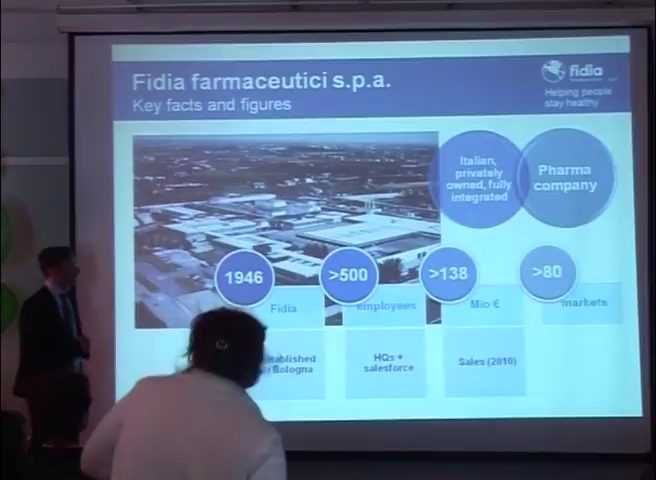 Fidia farmaceutici s.p.a.
Key facts and figures
fidia
Helping people
stay healthy
Italian,
privately
owned, fully
integrated
Pharma
company
1946
>500
>138
>80
Fidia
employees
Mio €
markets
Bologna
HQs +
salesforce
Sales (2010)